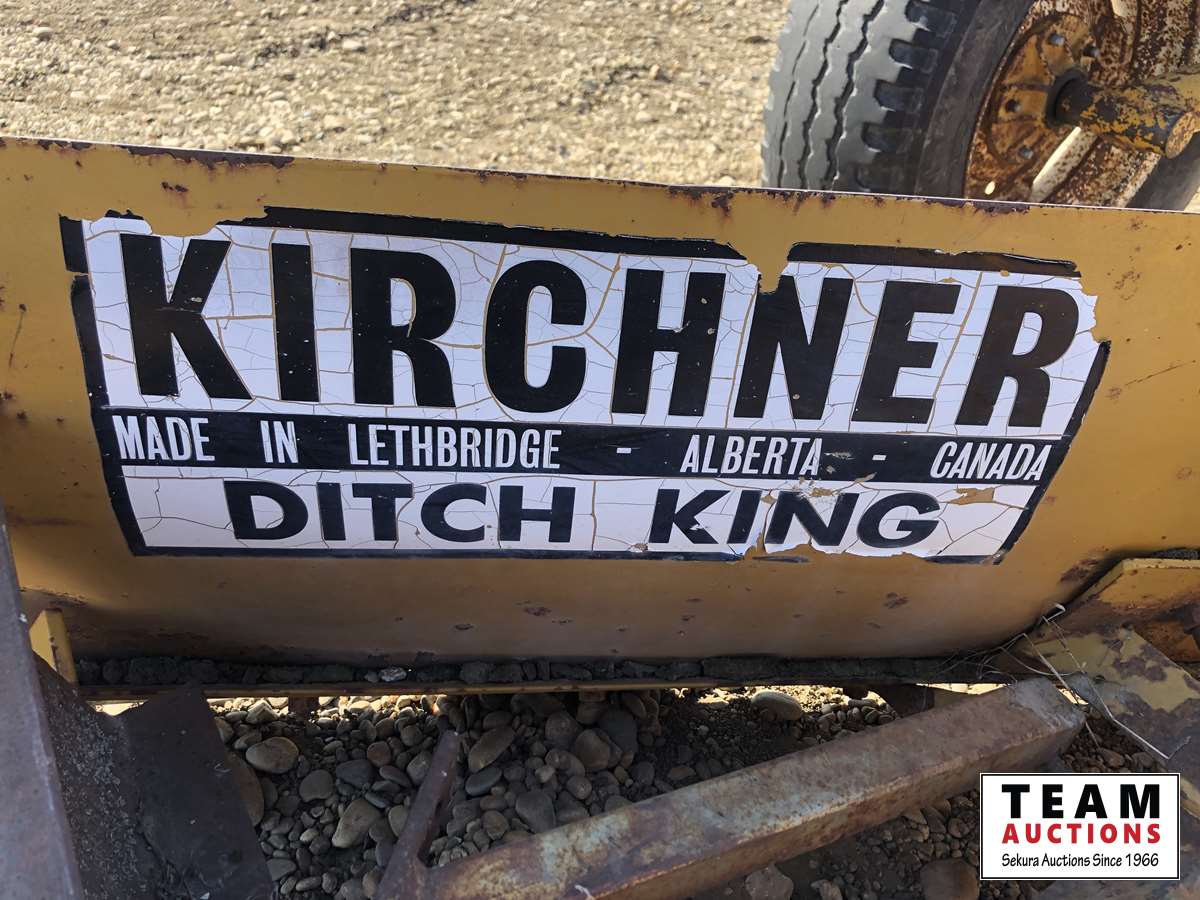 KIRCHNER
MADE IN LETHBRIDGE - ALBERTA - CANADA
DITCH KING
TEAM
AUCTIONS
Sekura Auctions Since 1966